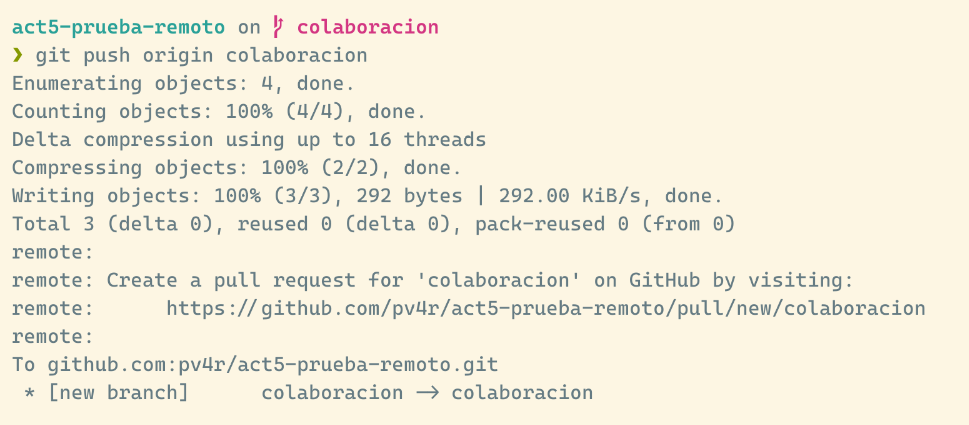 act5-prueba-remoto on colaboracion
❯ git push origin colaboracion
Enumerating objects: 4, done.
Counting objects: 100% (4/4), done.
Delta compression using up to 16 threads
Compressing objects: 100% (2/2), done.
Writing objects: 100% (3/3), 292 bytes | 292.00 KiB/s, done.
Total 3 (delta 0), reused 0 (delta 0), pack-reused 0 (from 0)
remote:
remote: Create a pull request for 'colaboracion' on GitHub by visiting:
remote:      https://github.com/pv4r/act5-prueba-remoto/pull/new/colaboracion
remote:
To github.com:pv4r/act5-prueba-remoto.git
 * [new branch]      colaboracion -> colaboracion